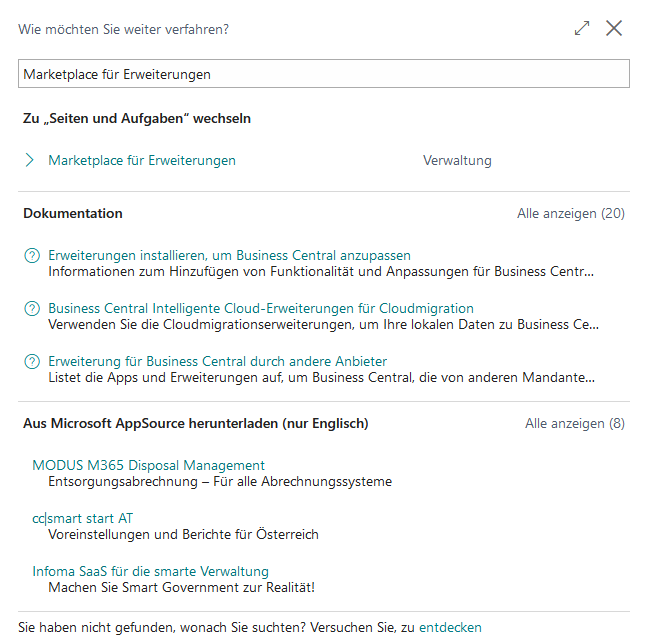 Wie möchten Sie weiter verfahren?
Marketplace für Erweiterungen
Zu „Seiten und Aufgaben“ wechseln
Marketplace für Erweiterungen Verwaltung
Dokumentation Alle anzeigen (20)
Erweiterungen installieren, um Business Central anzupassen
Informationen zum Hinzufügen von Funktionalität und Anpassungen für Business Centr...
Business Central Intelligente Cloud-Erweiterungen für Cloudmigration
Verwenden Sie die Cloudmigrationserweiterungen, um Ihre lokalen Daten zu Business Ce...
Erweiterung für Business Central durch andere Anbieter
Listet die Apps und Erweiterungen auf, um Business Central, die von anderen Mandante...
Aus Microsoft AppSource herunterladen (nur Englisch) Alle anzeigen (8)
MODUS M365 Disposal Management
Entsorgungsabrechnung – Für alle Abrechnungssysteme
cc|smart start AT
Voreinstellungen und Berichte für Österreich
Infoma SaaS für die smarte Verwaltung
Machen Sie Smart Government zur Realität!
Sie haben nicht gefunden, wonach Sie suchten? Versuchen Sie, zu entdecken